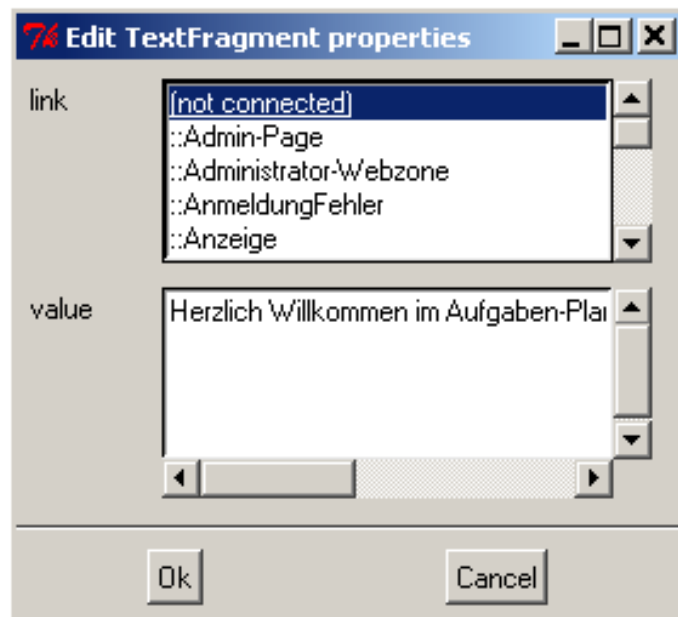 Edit TextFragment properties
link
(not connected)
::Admin-Page
::Administrator-Webzone
::AnmeldungFehler
::Anzeige
value
Herzlich Willkommen im Aufgaben-Plar
Ok
Cancel